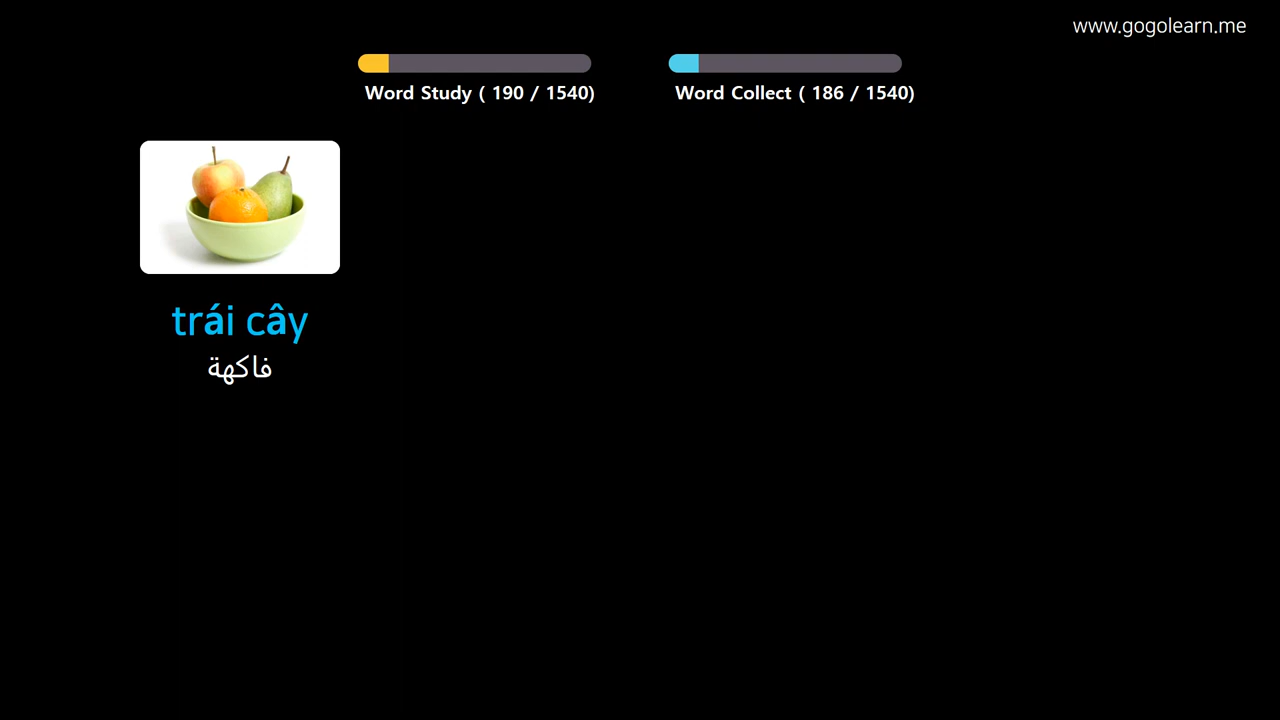 www.gogolearn.me
Word Study ( 190 / 1540)
Word Collect ( 186 / 1540)
trái cây
فاكهة